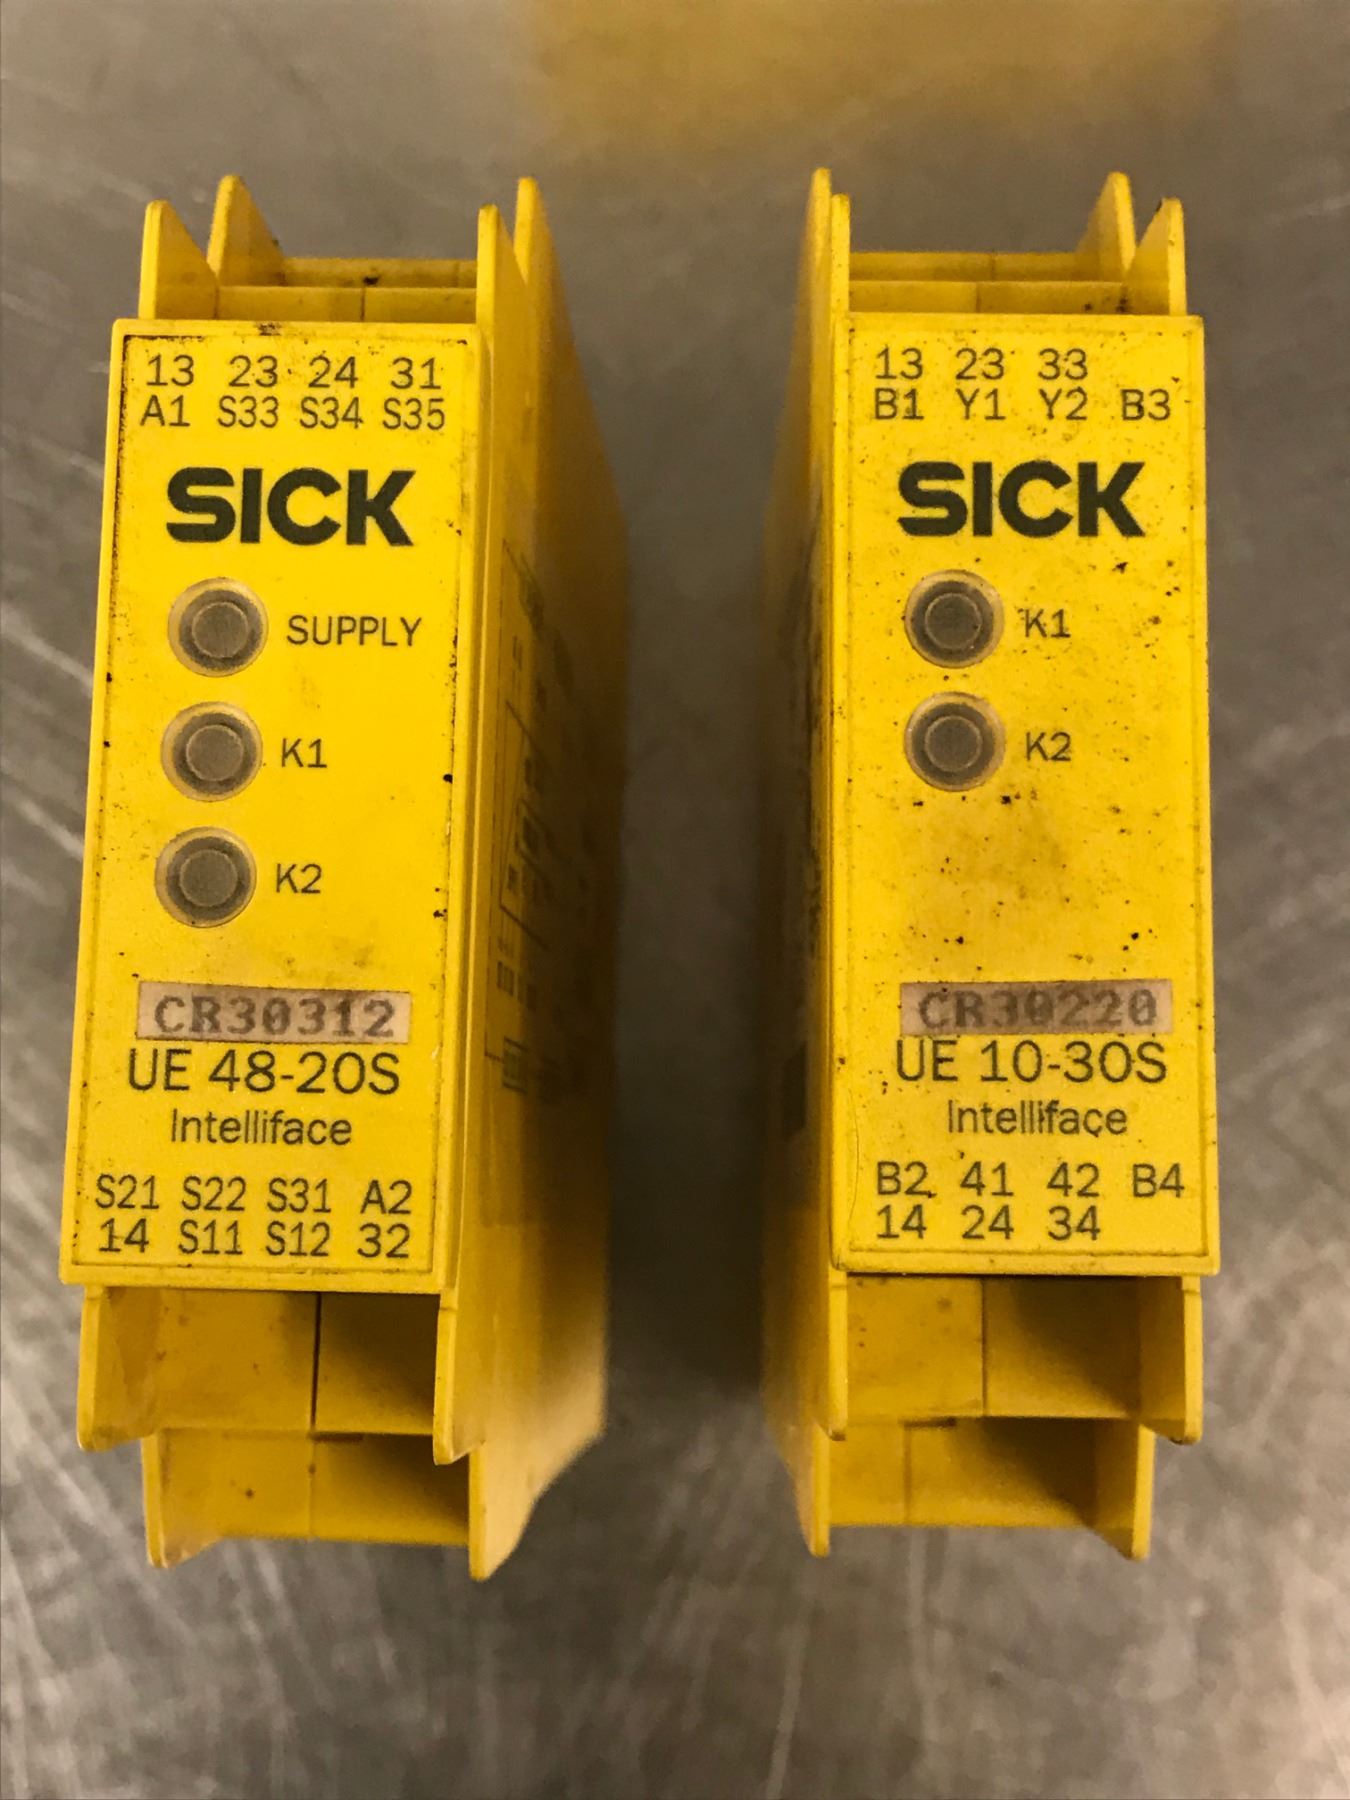 13 23 24 31
A1 S33 S34 S35
SICK
SUPPLY
K1
K2
CR30312
UE 48-20S
Intelliface
S21 S22 S31 A2
14 S11 S12 32
13 23 33
B1 Y1 Y2 B3
SICK
K1
K2
CR30220
UE 10-30S
Intelliface
B2 41 42 B4
14 24 34